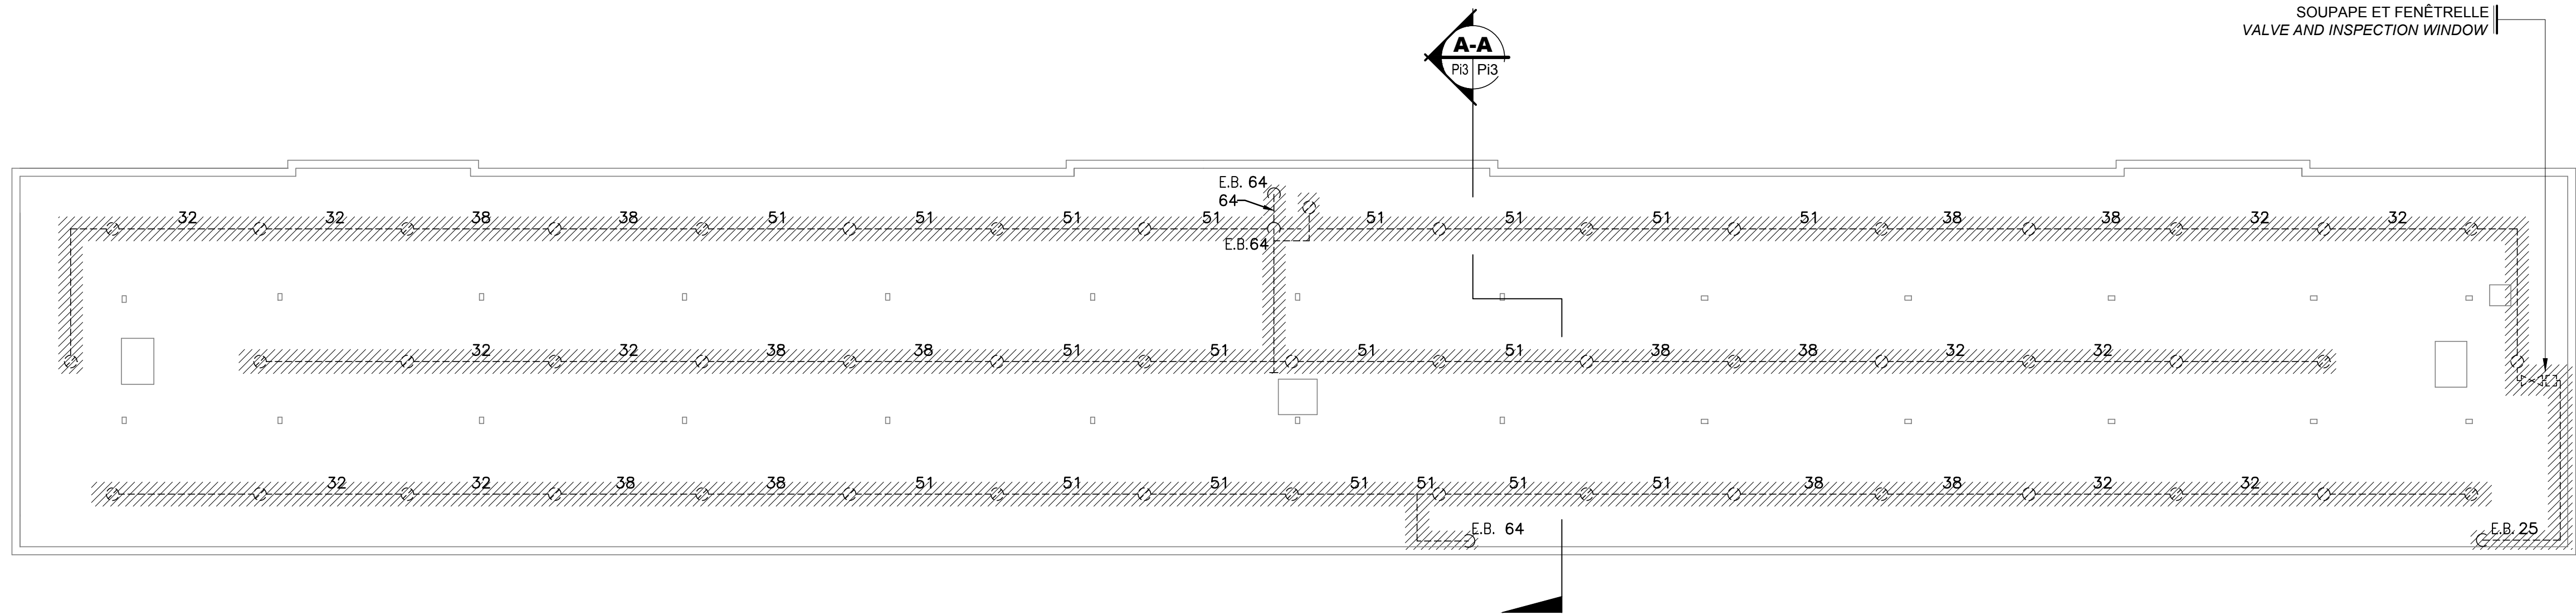 SOUPAPE ET FENÊTRELLE
VALVE AND INSPECTION WINDOW
A-A
Pi3 Pi3
E.B. 64
64
32 32 38 38 51 51 51 51 51 51 51 51 38 38 32 32
E.B.64
32 32 38 38 51 51 51 51 38 38 32 32
32 32 38 38 51 51 51 51 51 51 51 38 38 32 32
E.B. 64
E.B. 25